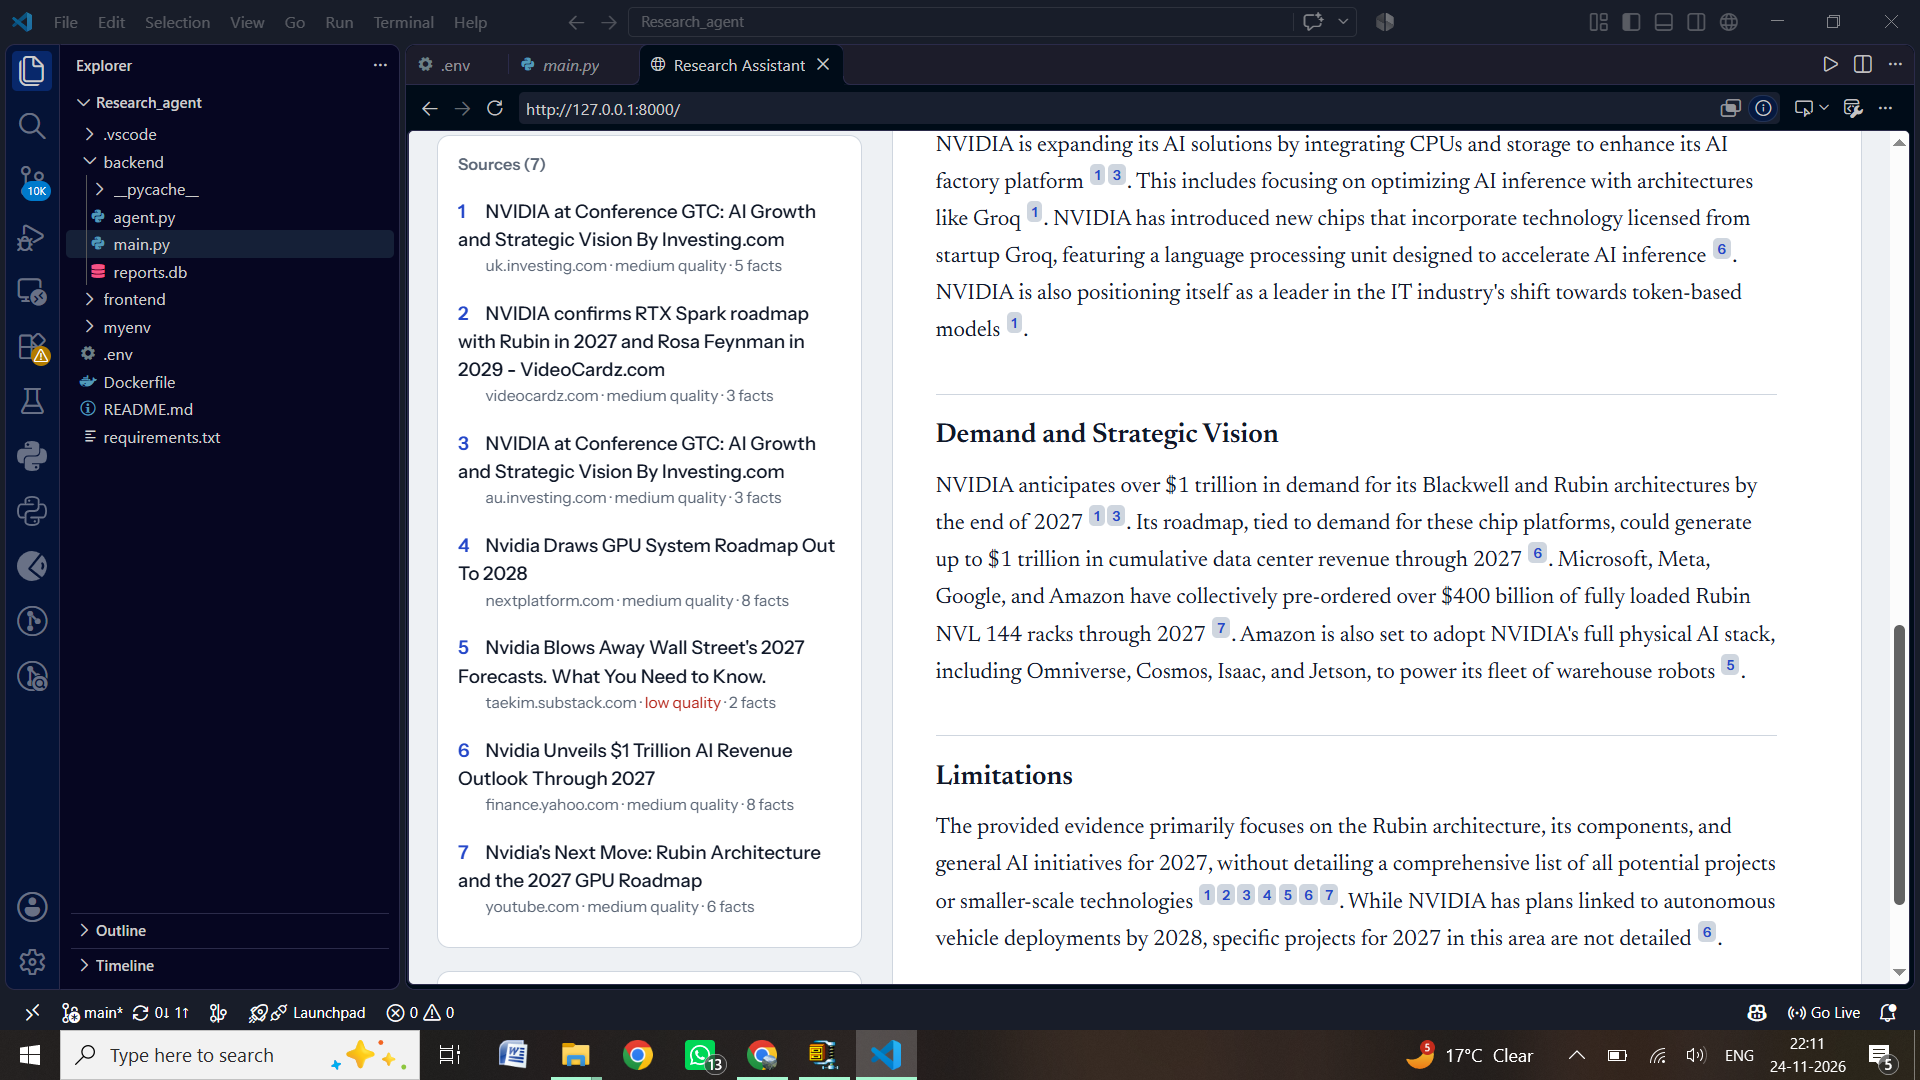 File Edit Selection View Go Run Terminal Help
Research_agent
Explorer
Research_agent
.vscode
backend
__pycache__
agent.py
main.py
reports.db
frontend
myenv
.env
Dockerfile
README.md
requirements.txt
10K
Outline
Timeline
.env
main.py
Research Assistant
http://127.0.0.1:8000/
Sources (7)
1 NVIDIA at Conference GTC: AI Growth
and Strategic Vision By Investing.com
uk.investing.com · medium quality · 5 facts
2 NVIDIA confirms RTX Spark roadmap
with Rubin in 2027 and Rosa Feynman in
2029 - VideoCardz.com
videocardz.com · medium quality · 3 facts
3 NVIDIA at Conference GTC: AI Growth
and Strategic Vision By Investing.com
au.investing.com · medium quality · 3 facts
4 Nvidia Draws GPU System Roadmap Out
To 2028
nextplatform.com · medium quality · 8 facts
5 Nvidia Blows Away Wall Street's 2027
Forecasts. What You Need to Know.
taekim.substack.com · low quality · 2 facts
6 Nvidia Unveils $1 Trillion AI Revenue
Outlook Through 2027
finance.yahoo.com · medium quality · 8 facts
7 Nvidia's Next Move: Rubin Architecture
and the 2027 GPU Roadmap
youtube.com · medium quality · 6 facts
NVIDIA is expanding its AI solutions by integrating CPUs and storage to enhance its AI
factory platform 1 3 . This includes focusing on optimizing AI inference with architectures
like Groq 1 . NVIDIA has introduced new chips that incorporate technology licensed from
startup Groq, featuring a language processing unit designed to accelerate AI inference 6 .
NVIDIA is also positioning itself as a leader in the IT industry's shift towards token-based
models 1 .
Demand and Strategic Vision
NVIDIA anticipates over $1 trillion in demand for its Blackwell and Rubin architectures by
the end of 2027 1 3 . Its roadmap, tied to demand for these chip platforms, could generate
up to $1 trillion in cumulative data center revenue through 2027 6 . Microsoft, Meta,
Google, and Amazon have collectively pre-ordered over $400 billion of fully loaded Rubin
NVL 144 racks through 2027 7 . Amazon is also set to adopt NVIDIA's full physical AI stack,
including Omniverse, Cosmos, Isaac, and Jetson, to power its fleet of warehouse robots 5 .
Limitations
The provided evidence primarily focuses on the Rubin architecture, its components, and
general AI initiatives for 2027, without detailing a comprehensive list of all potential projects
or smaller-scale technologies 1 2 3 4 5 6 7 . While NVIDIA has plans linked to autonomous
vehicle deployments by 2028, specific projects for 2027 in this area are not detailed 6 .
main* 0↓ 1↑ Launchpad 0 0
Go Live
Type here to search
13
5
17°C Clear
ENG
22:11
24-11-2026
5